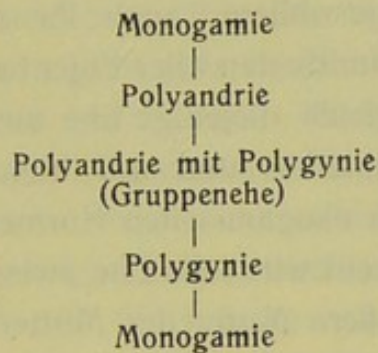 Monogamie
Polyandrie
Polyandrie mit Polygynie
(Gruppenehe)
Polygynie
Monogamie